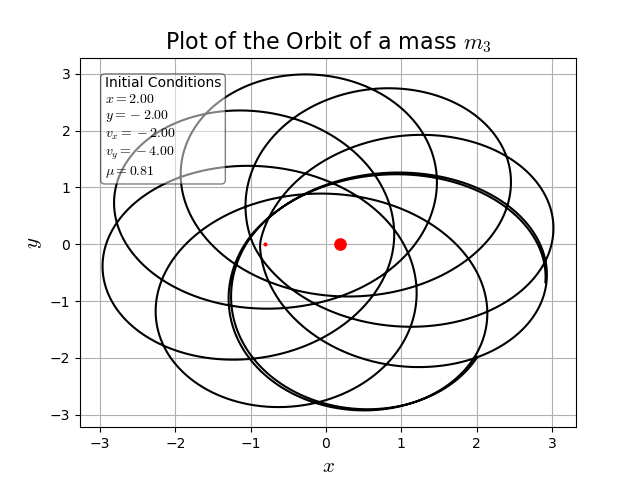 Plot of the Orbit of a mass m₃
Initial Conditions
x = 2.00
y = −2.00
vₓ = −2.00
v_y = −4.00
μ = 0.81
3
2
1
0
−1
−2
−3
y
−3 −2 −1 0 1 2 3
x